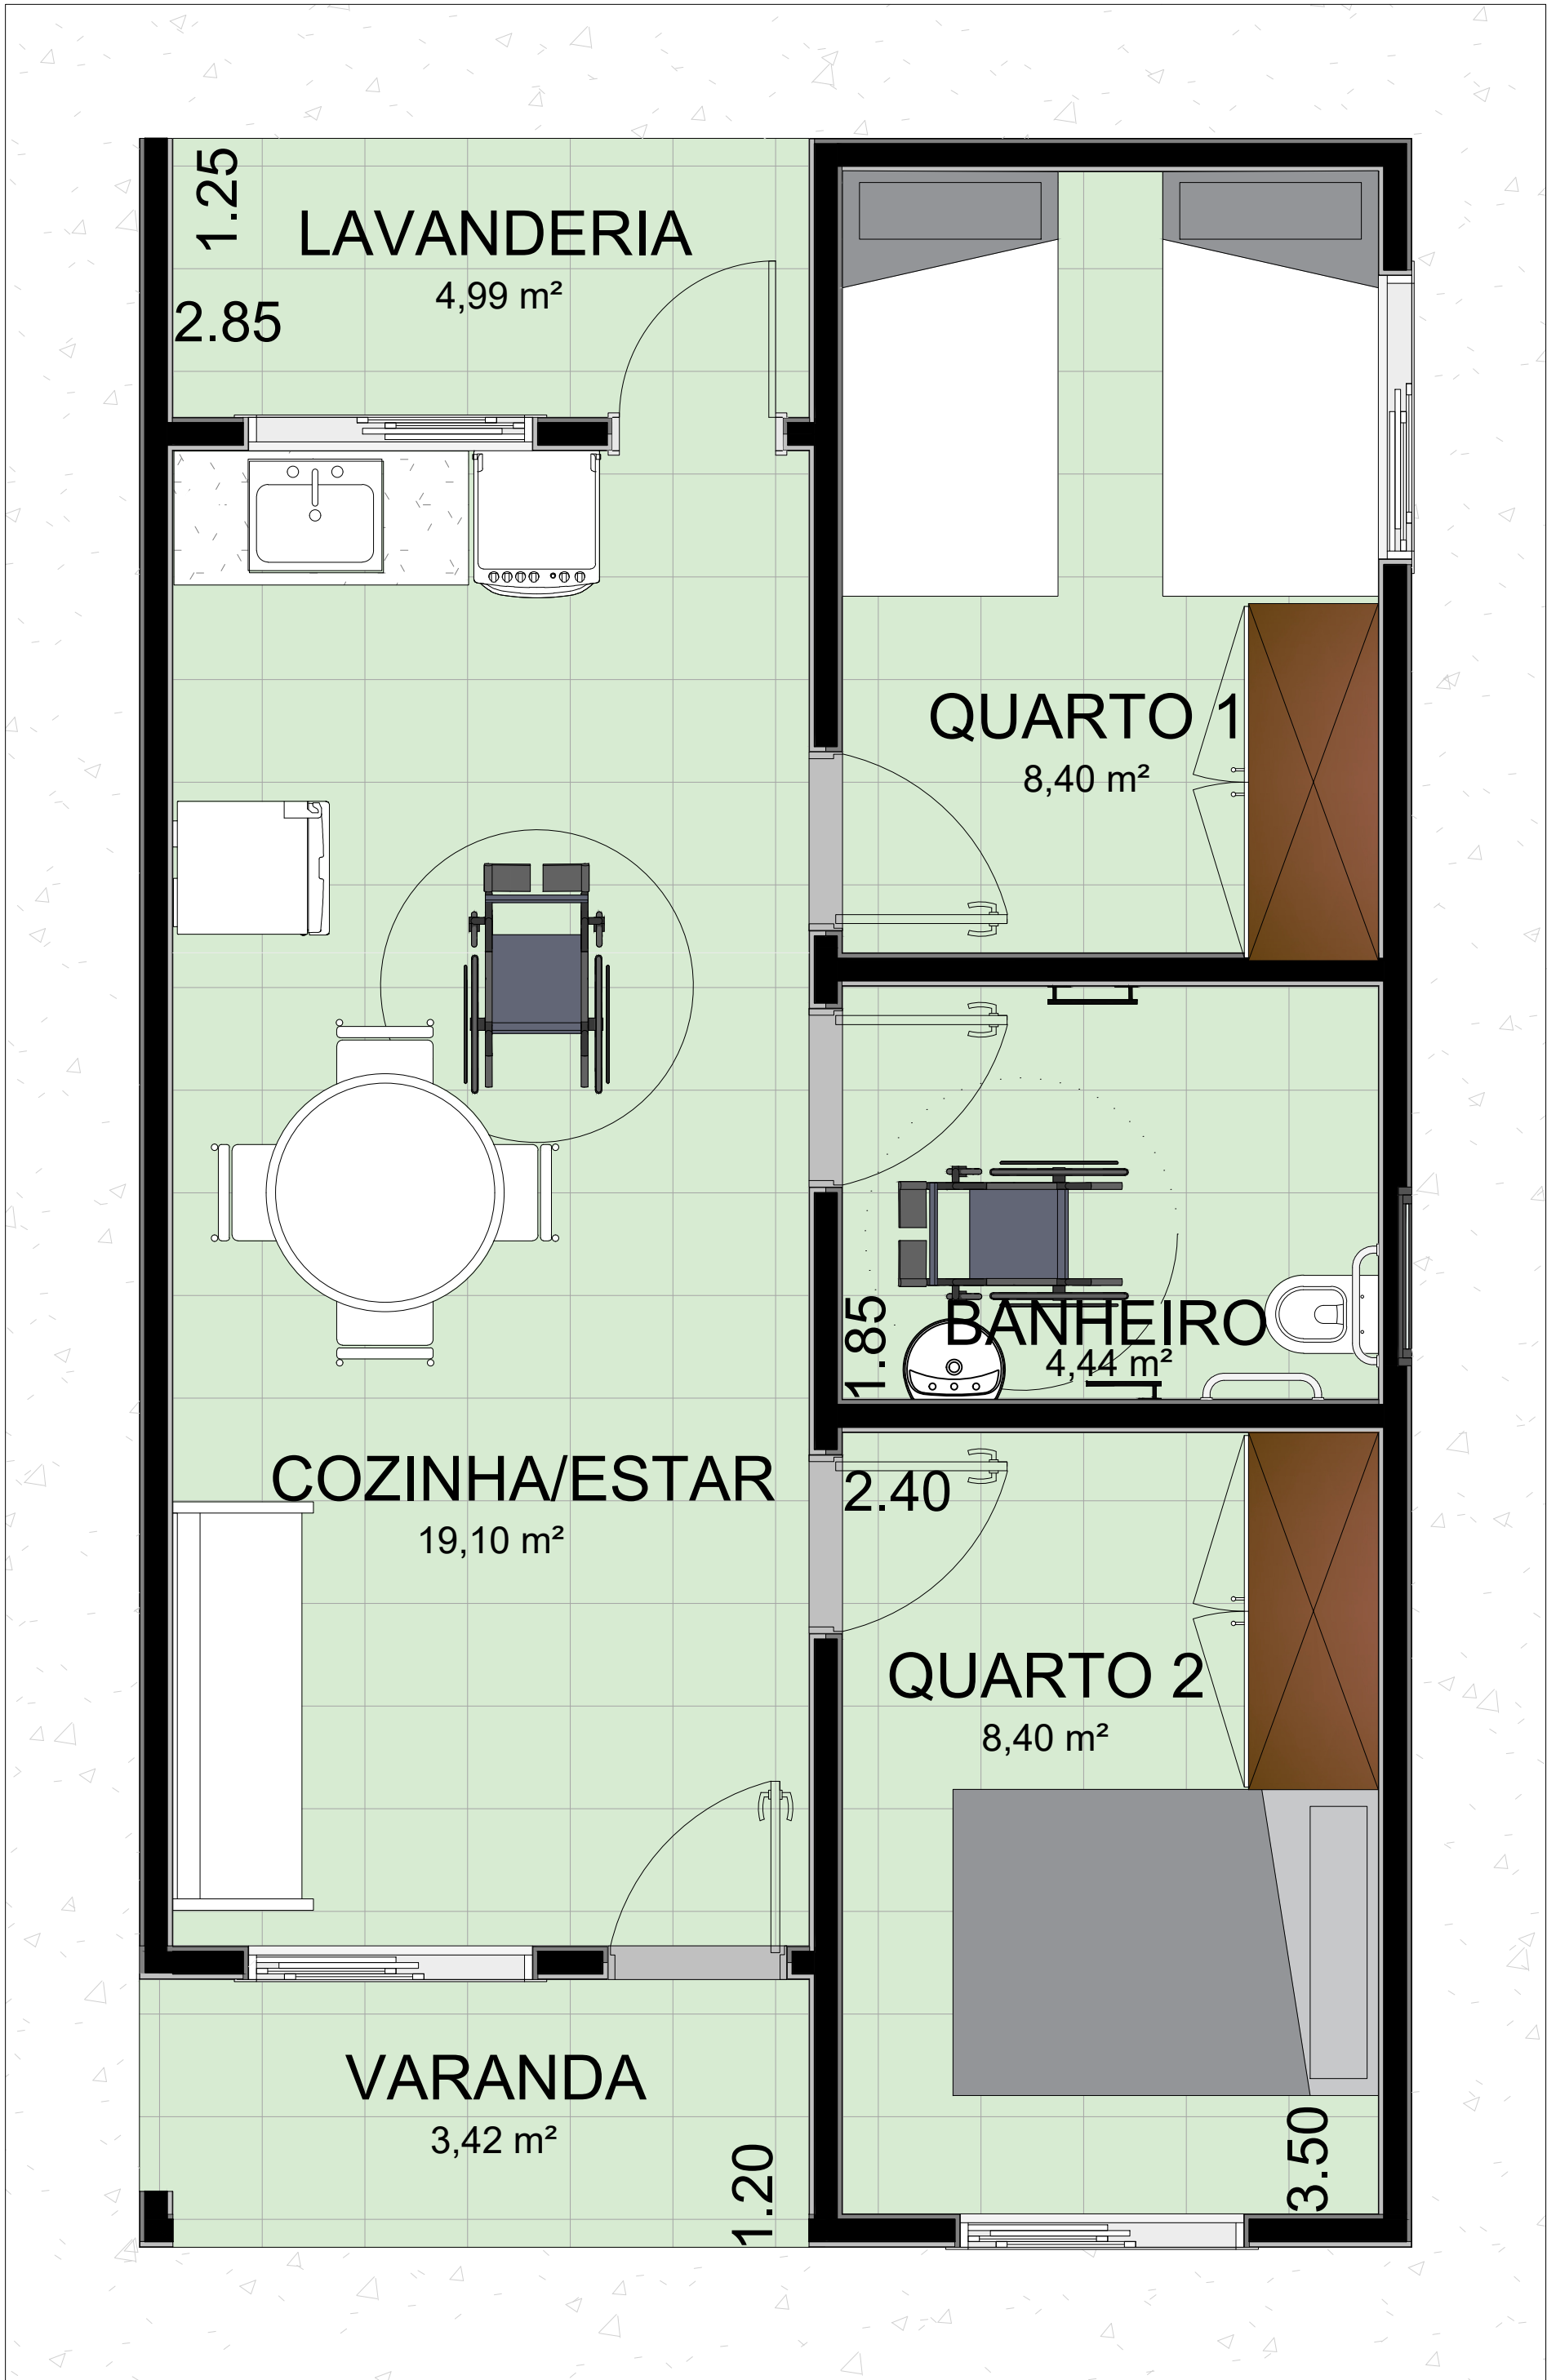 1.25
LAVANDERIA
4,99 m²
2.85
QUARTO 1
8,40 m²
1.85
BANHEIRO
4,44 m²
COZINHA/ESTAR
19,10 m²
2.40
QUARTO 2
8,40 m²
VARANDA
3,42 m²
1.20
3.50